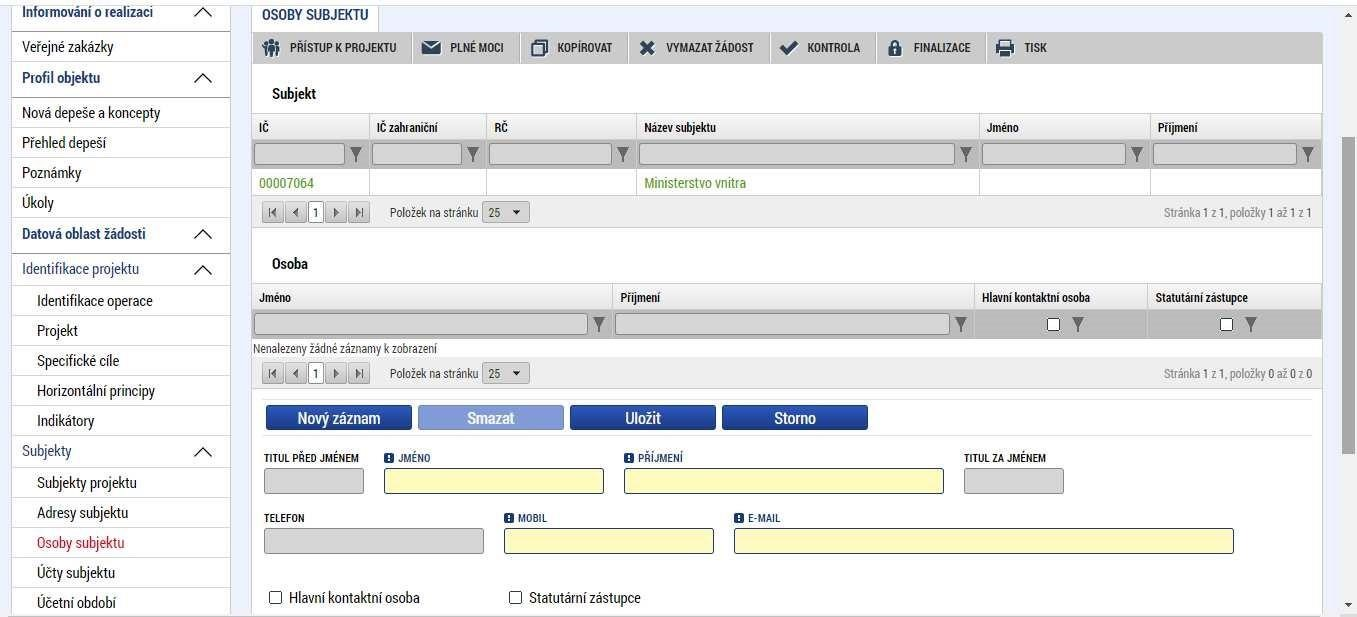 Informování o realizaci
Veřejné zakázky
Profil objektu
Nová depeše a koncepty
Přehled depeší
Poznámky
Úkoly
Datová oblast žádosti
Identifikace projektu
Identifikace operace
Projekt
Specifické cíle
Horizontální principy
Indikátory
Subjekty
Subjekty projektu
Adresy subjektu
Osoby subjektu
Účty subjektu
Účetní období
OSOBY SUBJEKTU
PŘÍSTUP K PROJEKTU PLNÉ MOCI KOPÍROVAT VYMAZAT ŽÁDOST KONTROLA FINALIZACE TISK
Subjekt
IČ IČ zahraniční RČ Název subjektu Jméno Příjmení
00007064 Ministerstvo vnitra
1 Položek na stránku 25 Stránka 1 z 1, položky 1 až 1 z 1
Osoba
Jméno Příjmení Hlavní kontaktní osoba Statutární zástupce
Nenalezeny žádné záznamy k zobrazení
1 Položek na stránku 25 Stránka 1 z 1, položky 0 až 0 z 0
Nový záznam Smazat Uložit Storno
TITUL PŘED JMÉNEM JMÉNO PŘÍJMENÍ TITUL ZA JMÉNEM
TELEFON MOBIL E-MAIL
Hlavní kontaktní osoba Statutární zástupce